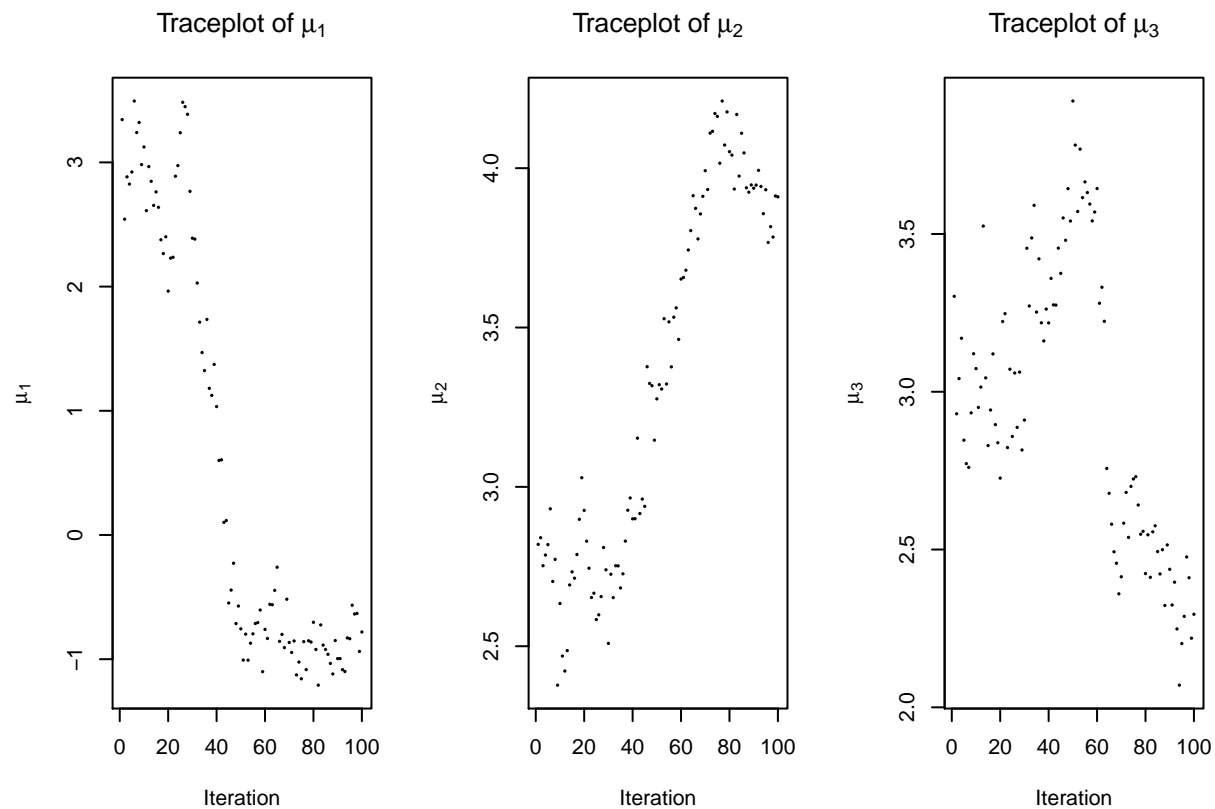 Traceplot of μ1
μ1
3
2
1
0
−1
0 20 40 60 80 100
Iteration
Traceplot of μ2
μ2
4.0
3.5
3.0
2.5
0 20 40 60 80 100
Iteration
Traceplot of μ3
μ3
3.5
3.0
2.5
2.0
0 20 40 60 80 100
Iteration